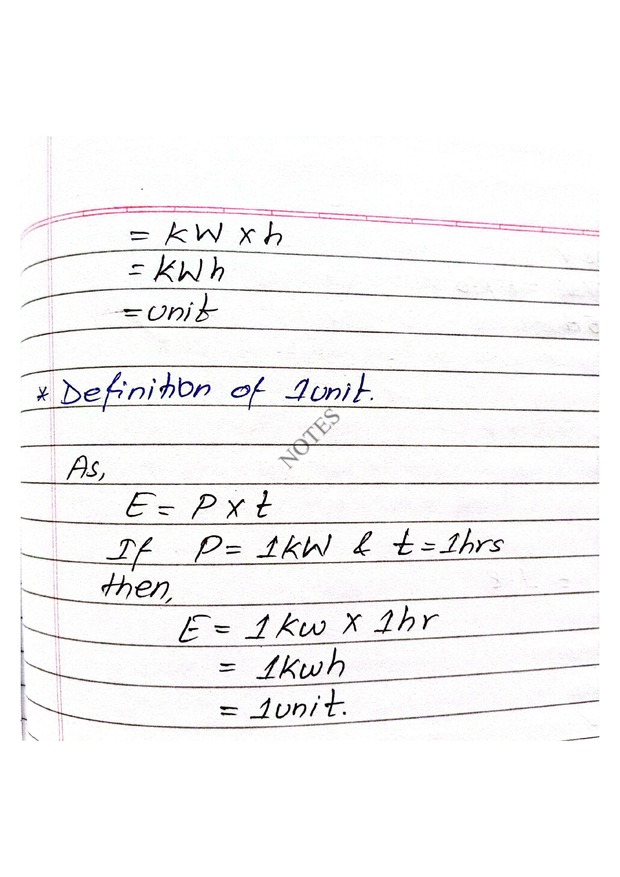 = kW x h
= kWh
= unit
* Definition of 1unit.
NOTES
As,
E = P x t
If P = 1kW & t = 1hrs
then,
E = 1kw x 1hr
= 1kwh
= 1unit.